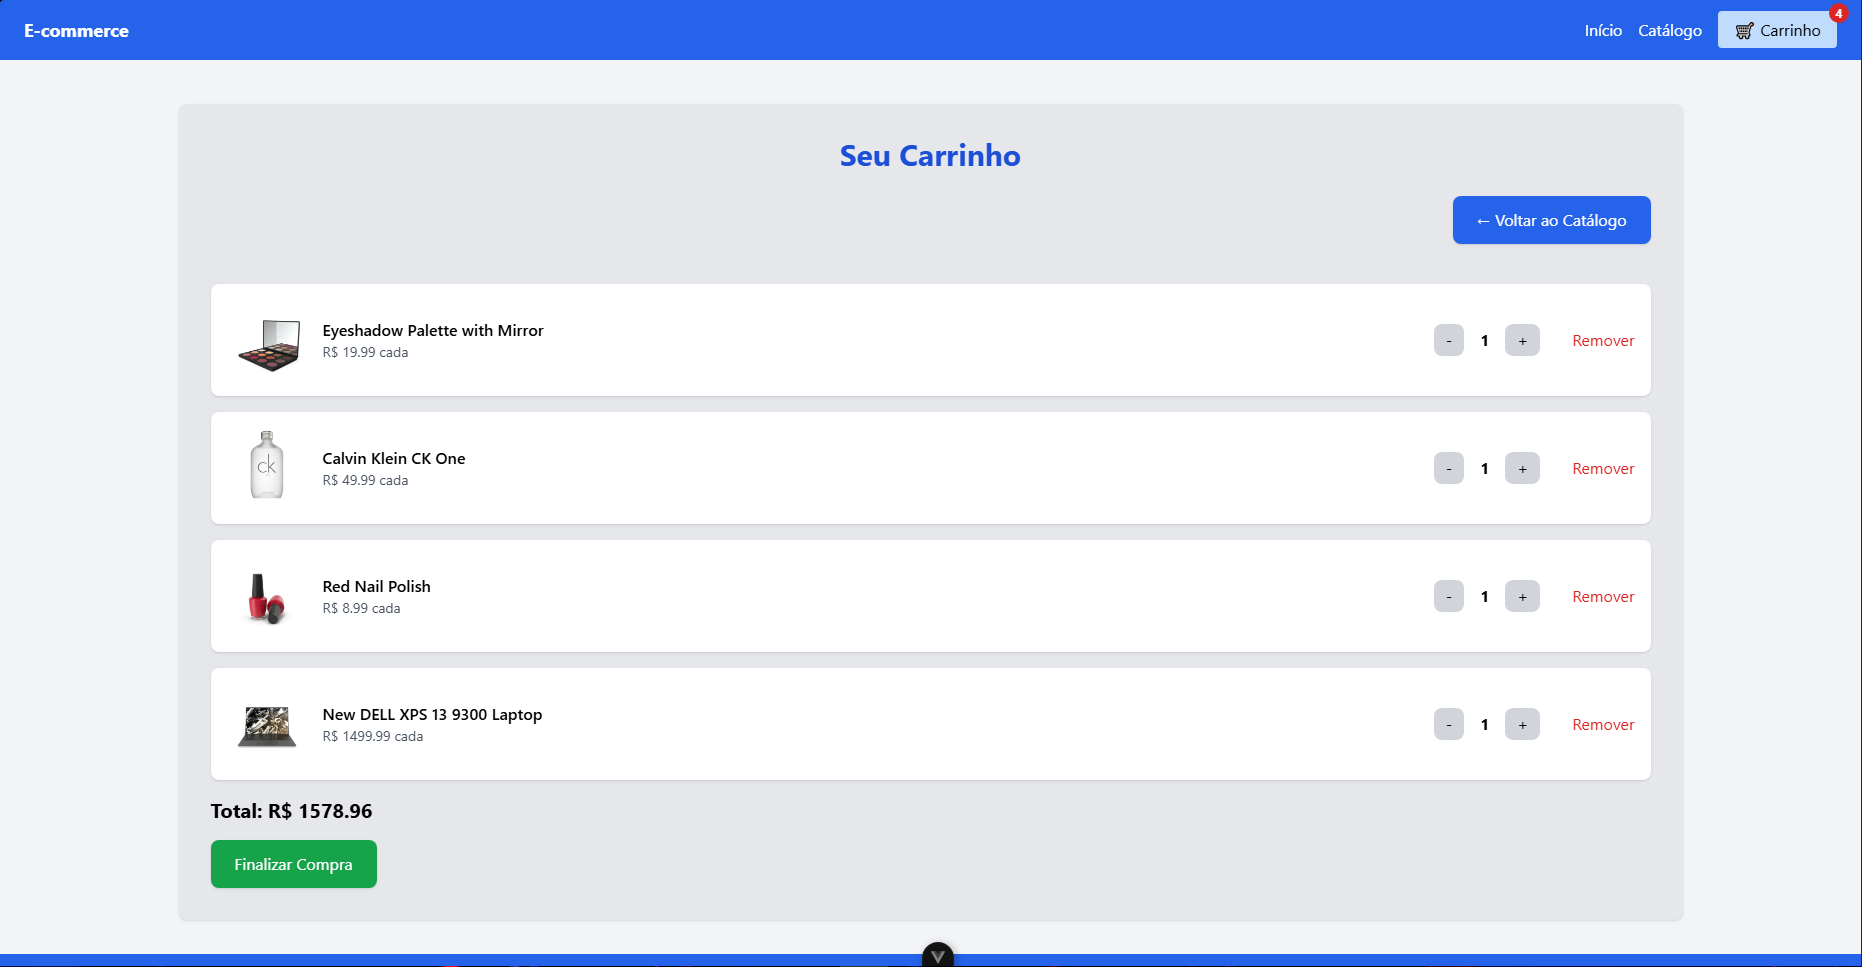 E-commerce
Início
Catálogo
Carrinho
4
Seu Carrinho
← Voltar ao Catálogo
Eyeshadow Palette with Mirror
R$ 19.99 cada
- 1 +
Remover
ck
Calvin Klein CK One
R$ 49.99 cada
- 1 +
Remover
Red Nail Polish
R$ 8.99 cada
- 1 +
Remover
New DELL XPS 13 9300 Laptop
R$ 1499.99 cada
- 1 +
Remover
Total: R$ 1578.96
Finalizar Compra